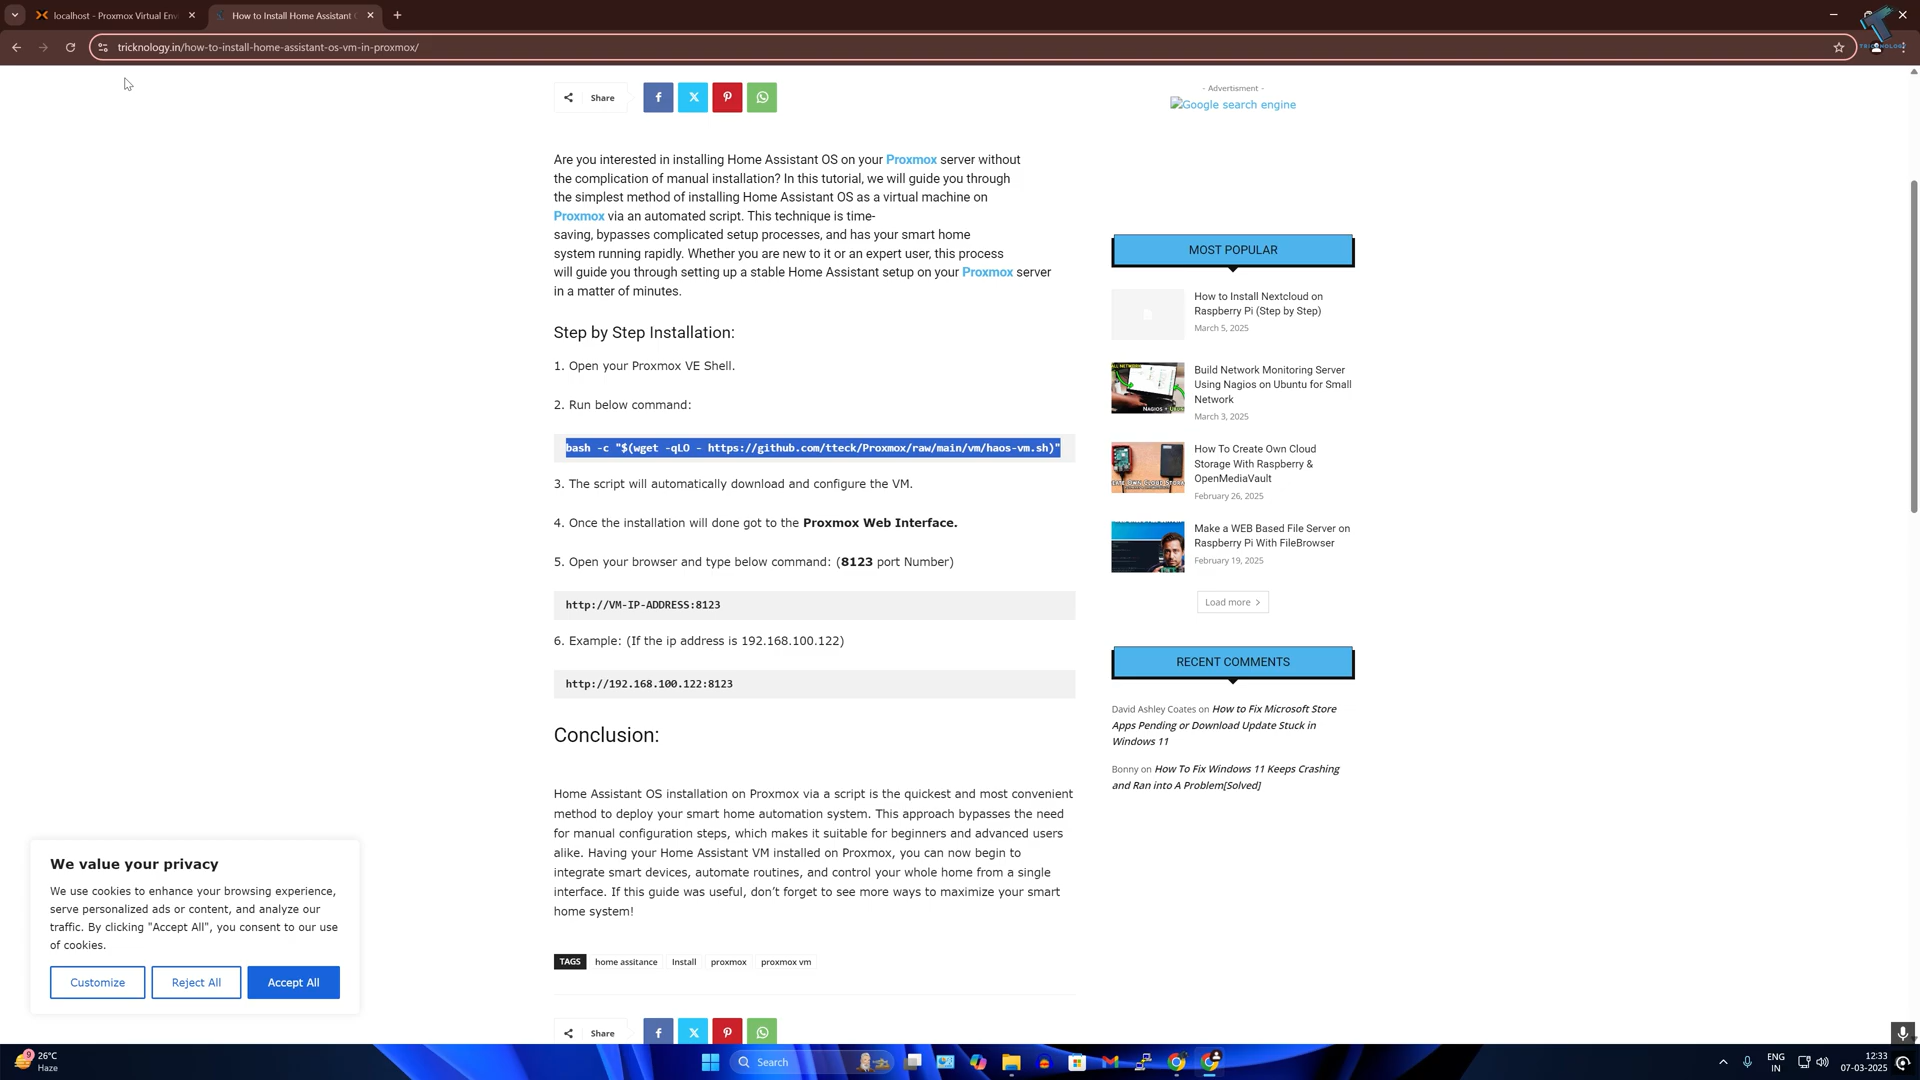 localhost - Proxmox Virtual Env
How to Install Home Assistant
tricknology.in/how-to-install-home-assistant-os-vm-in-proxmox/
Share
- Advertisment -
Google search engine
Are you interested in installing Home Assistant OS on your Proxmox server without
the complication of manual installation? In this tutorial, we will guide you through
the simplest method of installing Home Assistant OS as a virtual machine on
Proxmox via an automated script. This technique is time-
saving, bypasses complicated setup processes, and has your smart home
system running rapidly. Whether you are new to it or an expert user, this process
will guide you through setting up a stable Home Assistant setup on your Proxmox server
in a matter of minutes.
Step by Step Installation:
1. Open your Proxmox VE Shell.
2. Run below command:
bash -c "$(wget -qLO - https://github.com/tteck/Proxmox/raw/main/vm/haos-vm.sh)"
3. The script will automatically download and configure the VM.
4. Once the installation will done got to the Proxmox Web Interface.
5. Open your browser and type below command: (8123 port Number)
http://VM-IP-ADDRESS:8123
6. Example: (If the ip address is 192.168.100.122)
http://192.168.100.122:8123
Conclusion:
Home Assistant OS installation on Proxmox via a script is the quickest and most convenient
method to deploy your smart home automation system. This approach bypasses the need
for manual configuration steps, which makes it suitable for beginners and advanced users
alike. Having your Home Assistant VM installed on Proxmox, you can now begin to
integrate smart devices, automate routines, and control your whole home from a single
interface. If this guide was useful, don’t forget to see more ways to maximize your smart
home system!
TAGS home assitance Install proxmox proxmox vm
Share
MOST POPULAR
How to Install Nextcloud on
Raspberry Pi (Step by Step)
March 5, 2025
Build Network Monitoring Server
Using Nagios on Ubuntu for Small
Network
March 3, 2025
How To Create Own Cloud
Storage With Raspberry &
OpenMediaVault
February 26, 2025
Make a WEB Based File Server on
Raspberry Pi With FileBrowser
February 19, 2025
Load more
RECENT COMMENTS
David Ashley Coates on How to Fix Microsoft Store
Apps Pending or Download Update Stuck in
Windows 11
Bonny on How To Fix Windows 11 Keeps Crashing
and Ran into A Problem[Solved]
We value your privacy
We use cookies to enhance your browsing experience,
serve personalized ads or content, and analyze our
traffic. By clicking "Accept All", you consent to our use
of cookies.
Customize Reject All Accept All
9
26°C
Haze
Search
ENG
IN
12:33
07-03-2025